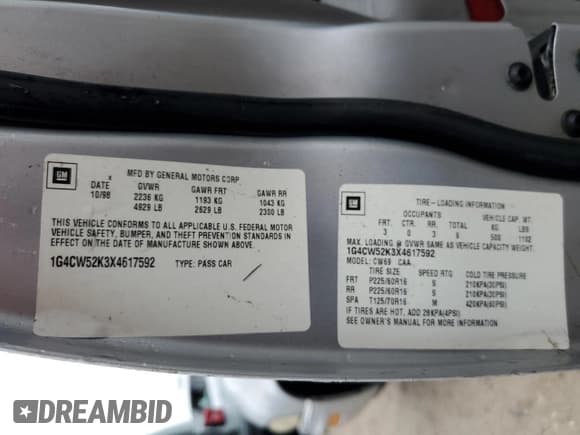 GM
MFD BY GENERAL MOTORS CORP
DATE GVWR GAWR FRT GAWR RR
10/98 2236 KG 1193 KG 1043 KG
4929 LB 2629 LB 2300 LB
THIS VEHICLE CONFORMS TO ALL APPLICABLE U.S. FEDERAL MOTOR
VEHICLE SAFETY, BUMPER, AND THEFT PREVENTION STANDARDS IN
EFFECT ON THE DATE OF MANUFACTURE SHOWN ABOVE.
1G4CW52K3X4617592 TYPE: PASS CAR
GM
TIRE-LOADING INFORMATION
OCCUPANTS VEHICLE CAP. WT.
FRT CTR RR TOTAL KG LBS
3 0 3 6 500 1102
MAX. LOADING @ GVWR SAME AS VEHICLE CAPACITY WEIGHT.
1G4CW52K3X4617592
MODEL: CW69 CAA
TIRE SIZE SPEED RTG COLD TIRE PRESSURE
FRT P225/60R16 S 210KPA(30PSI)
RR P225/60R16 S 210KPA(30PSI)
SPA T125/70R16 M 420KPA(60PSI)
IF TIRES ARE HOT, ADD 28KPA(4PSI)
SEE OWNER'S MANUAL FOR MORE INFORMATION
DREAMBID